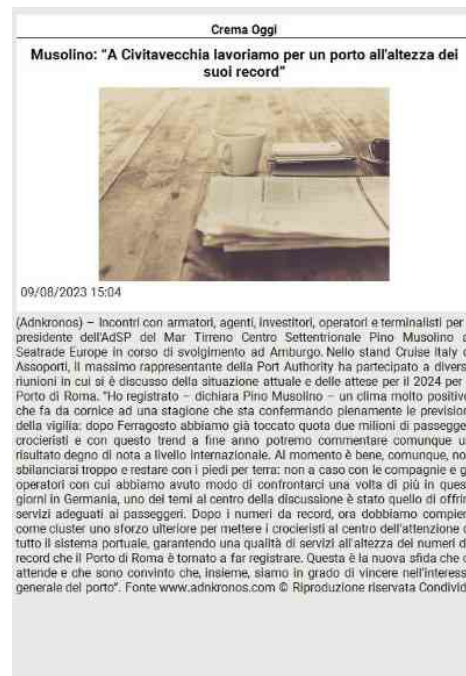 Crema Oggi
Musolino: “A Civitavecchia lavoriamo per un porto all'altezza dei
suoi record”
09/08/2023 15:04
(Adnkronos) – Incontri con armatori, agenti, investitori, operatori e terminalisti per
presidente dell'AdSP del Mar Tirreno Centro Settentrionale Pino Musolino a
Seatrade Europe in corso di svolgimento ad Amburgo. Nello stand Cruise Italy d
Assoporti, il massimo rappresentante della Port Authority ha partecipato a divers
riunioni in cui si è discusso della situazione attuale e delle attese per il 2024 per
Porto di Roma. “Ho registrato – dichiara Pino Musolino – un clima molto positive
che fa da cornice ad una stagione che sta confermando pienamente le prevision
della vigilia: dopo Ferragosto abbiamo già toccato quota due milioni di passegge
crocieristi e con questo trend a fine anno potremo commentare comunque u
risultato degno di nota a livello internazionale. Al momento è bene, comunque, no
sbilanciarsi troppo e restare con i piedi per terra: non a caso con le compagnie e g
operatori con cui abbiamo avuto modo di confrontarci una volta di più in ques
giorni in Germania, uno dei temi al centro della discussione è stato quello di offrir
servizi adeguati ai passeggeri. Dopo i numeri da record, ora dobbiamo compier
come cluster uno sforzo ulteriore per mettere i crocieristi al centro dell'attenzione d
tutto il sistema portuale, garantendo una qualità di servizi all'altezza dei numeri d
record che il Porto di Roma è tornato a far registrare. Questa è la nuova sfida che c
attende e che sono convinto che, insieme, siamo in grado di vincere nell'interess
generale del porto”. Fonte www.adnkronos.com © Riproduzione riservata Condivid